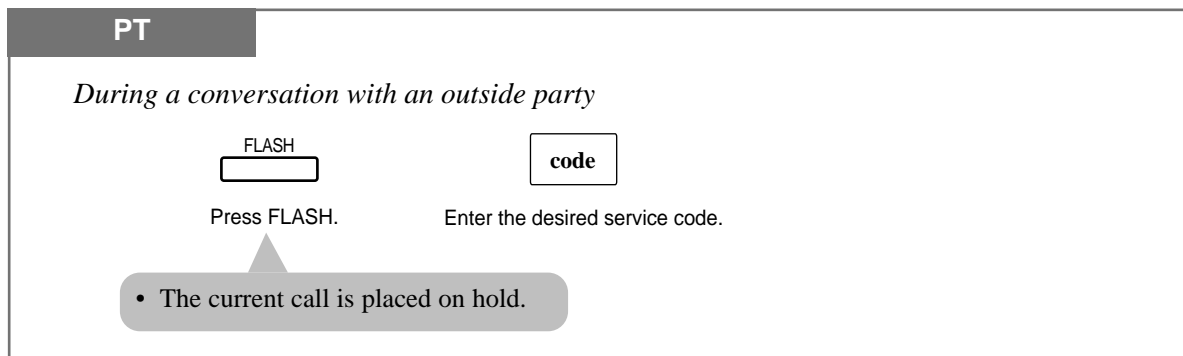 PT
During a conversation with an outside party
FLASH
code
Press FLASH.
Enter the desired service code.
• The current call is placed on hold.